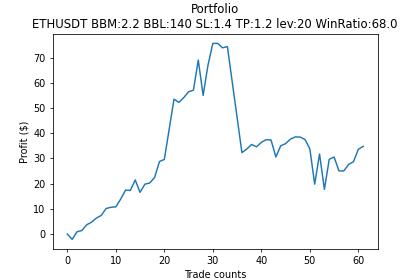 Portfolio
ETHUSDT BBM:2.2 BBL:140 SL:1.4 TP:1.2 lev:20 WinRatio:68.0
Profit ($)
70
60
50
40
30
20
10
0
0 10 20 30 40 50 60
Trade counts